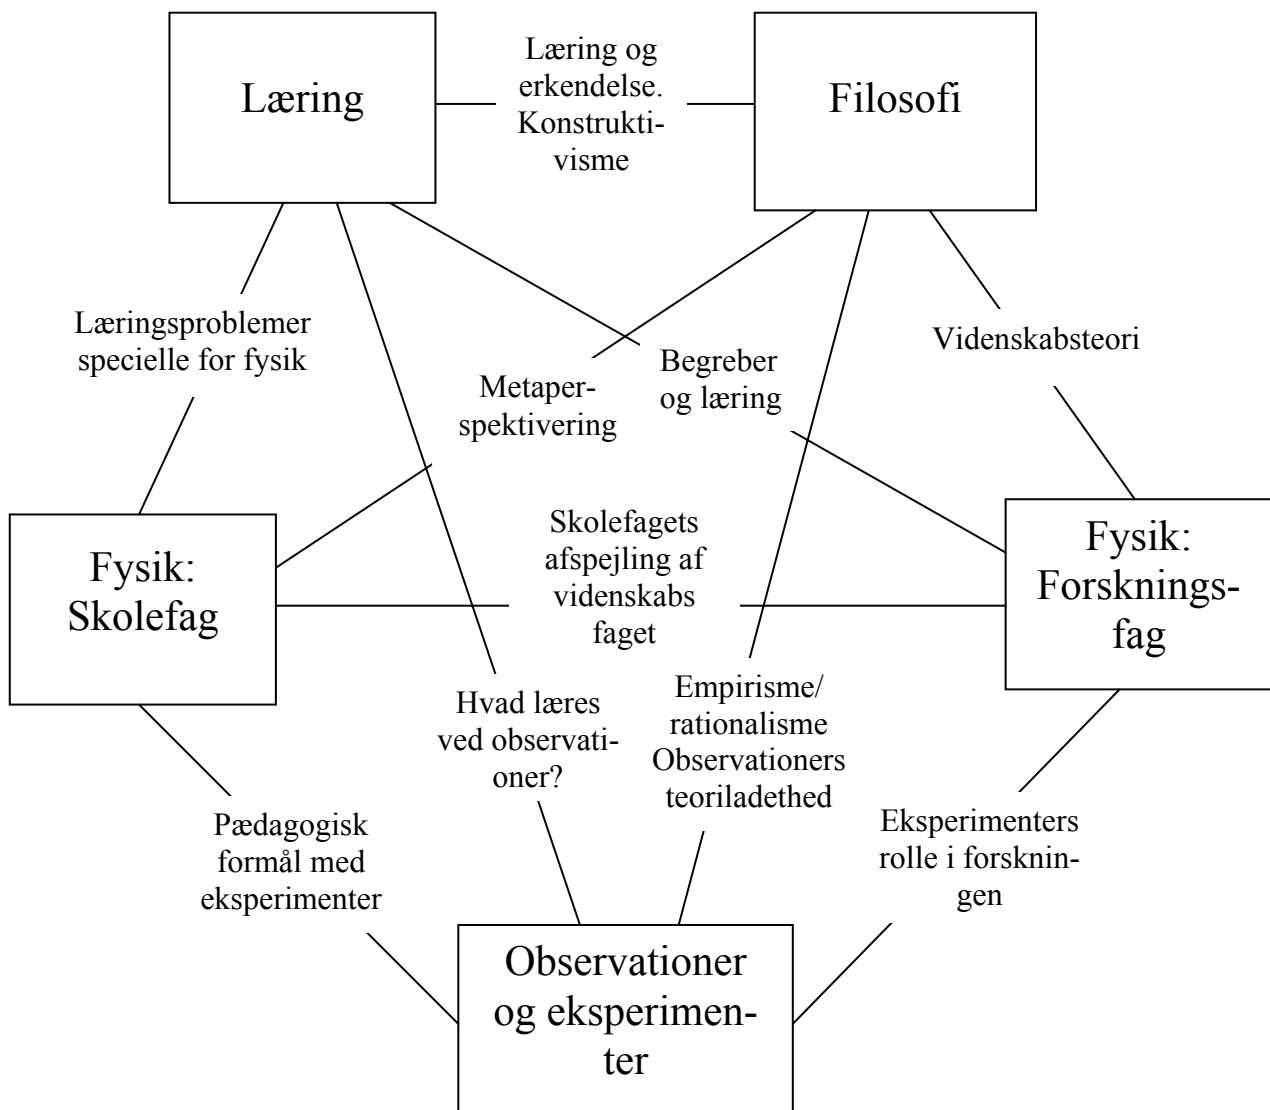 Læring
Læring og
erkendelse.
Konstrukti-
visme
Filosofi
Læringsproblemer
specielle for fysik
Metaper-
spektivering
Begreber
og læring
Videnskabsteori
Fysik:
Skolefag
Skolefagets
afspejling af
videnskabs
faget
Fysik:
Forsknings-
fag
Hvad læres
ved observati-
oner?
Empirisme/
rationalisme
Observationers
teoriladethed
Pædagogisk
formål med
eksperimenter
Eksperimenters
rolle i forsknin-
gen
Observationer
og eksperimen-
ter